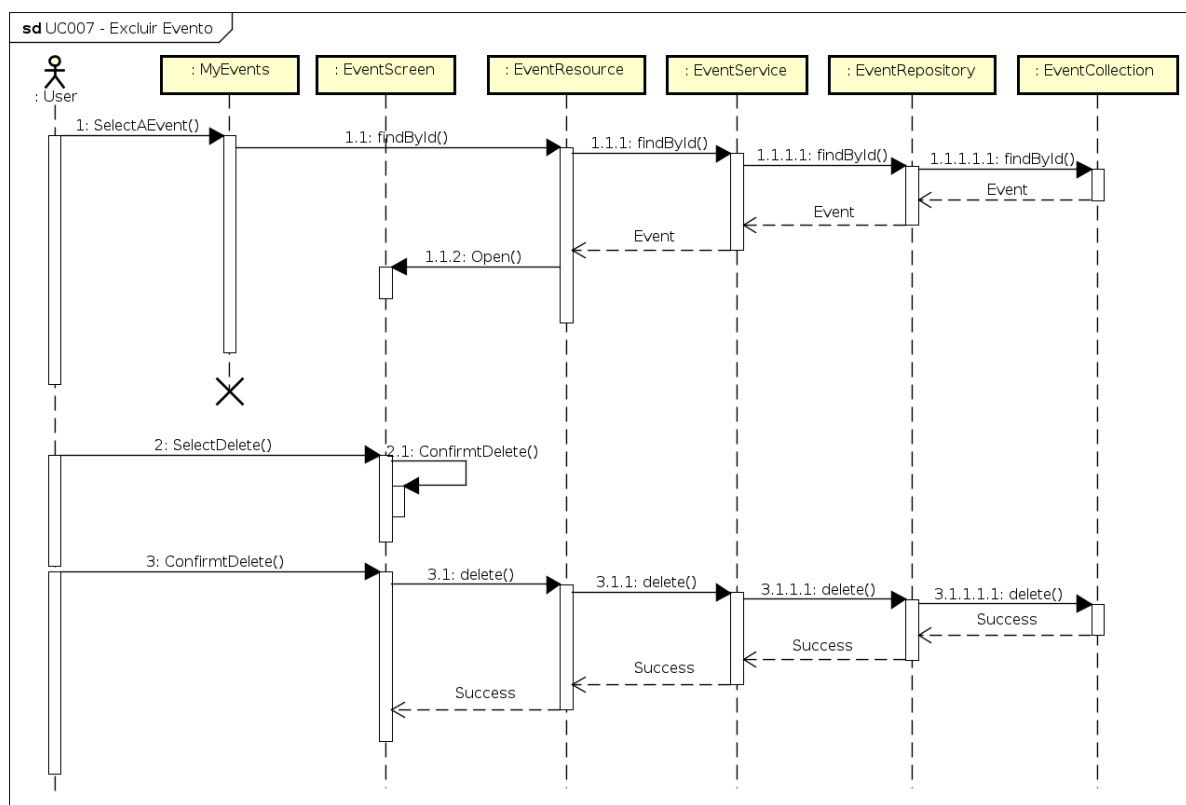 sd UC007 - Excluir Evento
: User
: MyEvents
: EventScreen
: EventResource
: EventService
: EventRepository
: EventCollection
1: SelectAEvent()
1.1: findById()
1.1.1: findById()
1.1.1.1: findById()
1.1.1.1.1: findById()
Event
Event
Event
1.1.2: Open()
2: SelectDelete()
2.1: ConfirmtDelete()
3: ConfirmtDelete()
3.1: delete()
3.1.1: delete()
3.1.1.1: delete()
3.1.1.1.1: delete()
Success
Success
Success
Success